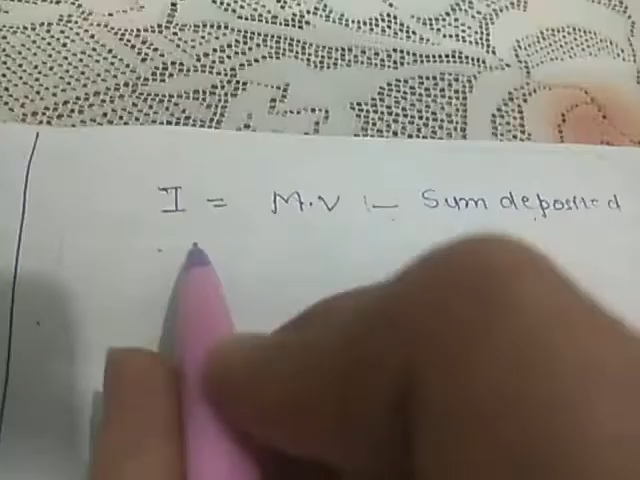 I = M.V :- Sum deposited